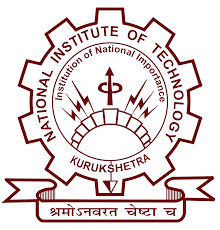 NATIONAL INSTITUTE OF TECHNOLOGY
Institution of National Importance
KURUKSHETRA
श्रमोऽनवरत चेष्टा च